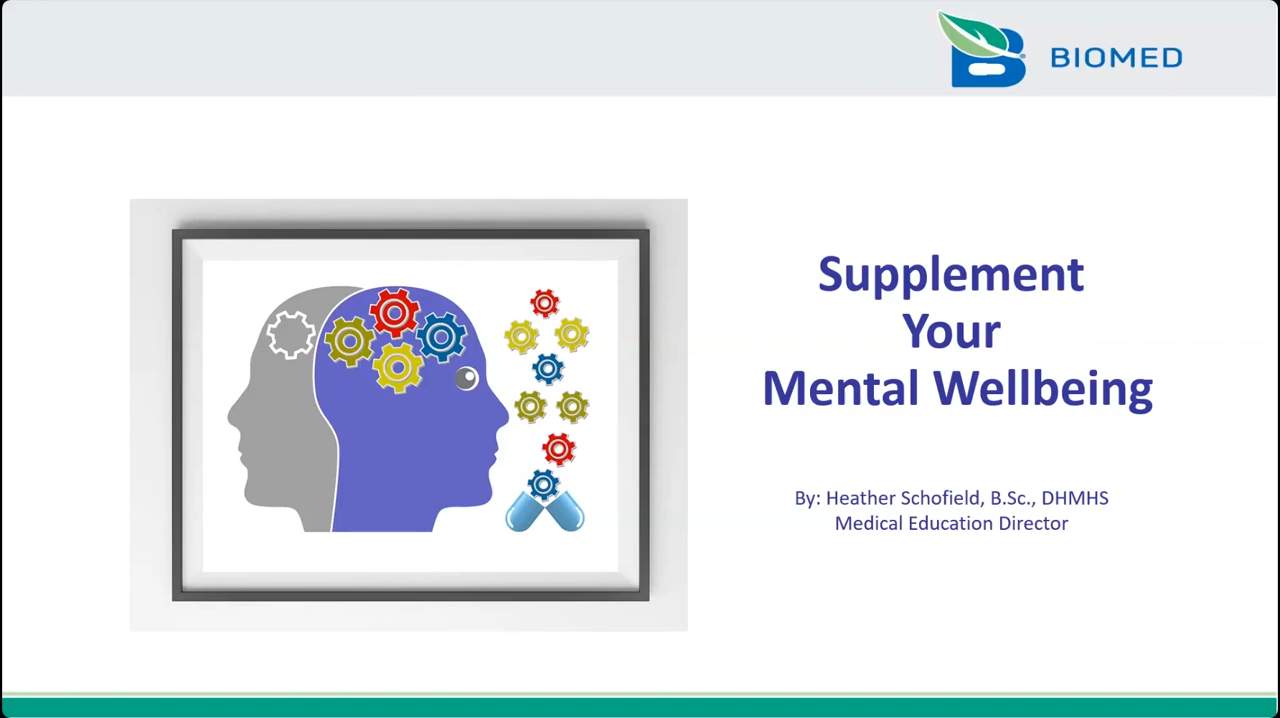 BIOMED
Supplement
Your
Mental Wellbeing
By: Heather Schofield, B.Sc., DHMHS
Medical Education Director